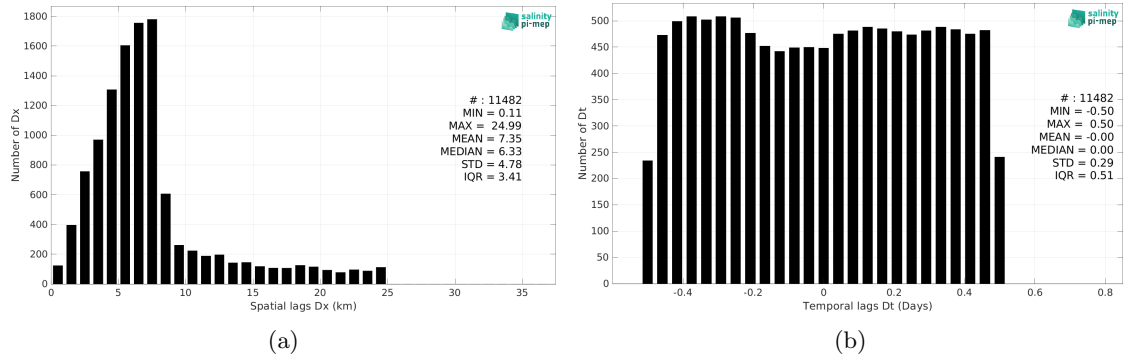 1800
1600
1400
1200
1000
800
600
400
200
0
Number of Dx
0
5
10
15
20
25
30
35
Spatial lags Dx (km)
salinity
pi-mep
# : 11482
MIN = 0.11
MAX = 24.99
MEAN = 7.35
MEDIAN = 6.33
STD = 4.78
IQR = 3.41
(a)
500
450
400
350
300
250
200
150
100
50
0
Number of Dt
-0.4
-0.2
0
0.2
0.4
0.6
0.8
Temporal lags Dt (Days)
salinity
pi-mep
# : 11482
MIN = -0.50
MAX = 0.50
MEAN = -0.00
MEDIAN = 0.00
STD = 0.29
IQR = 0.51
(b)